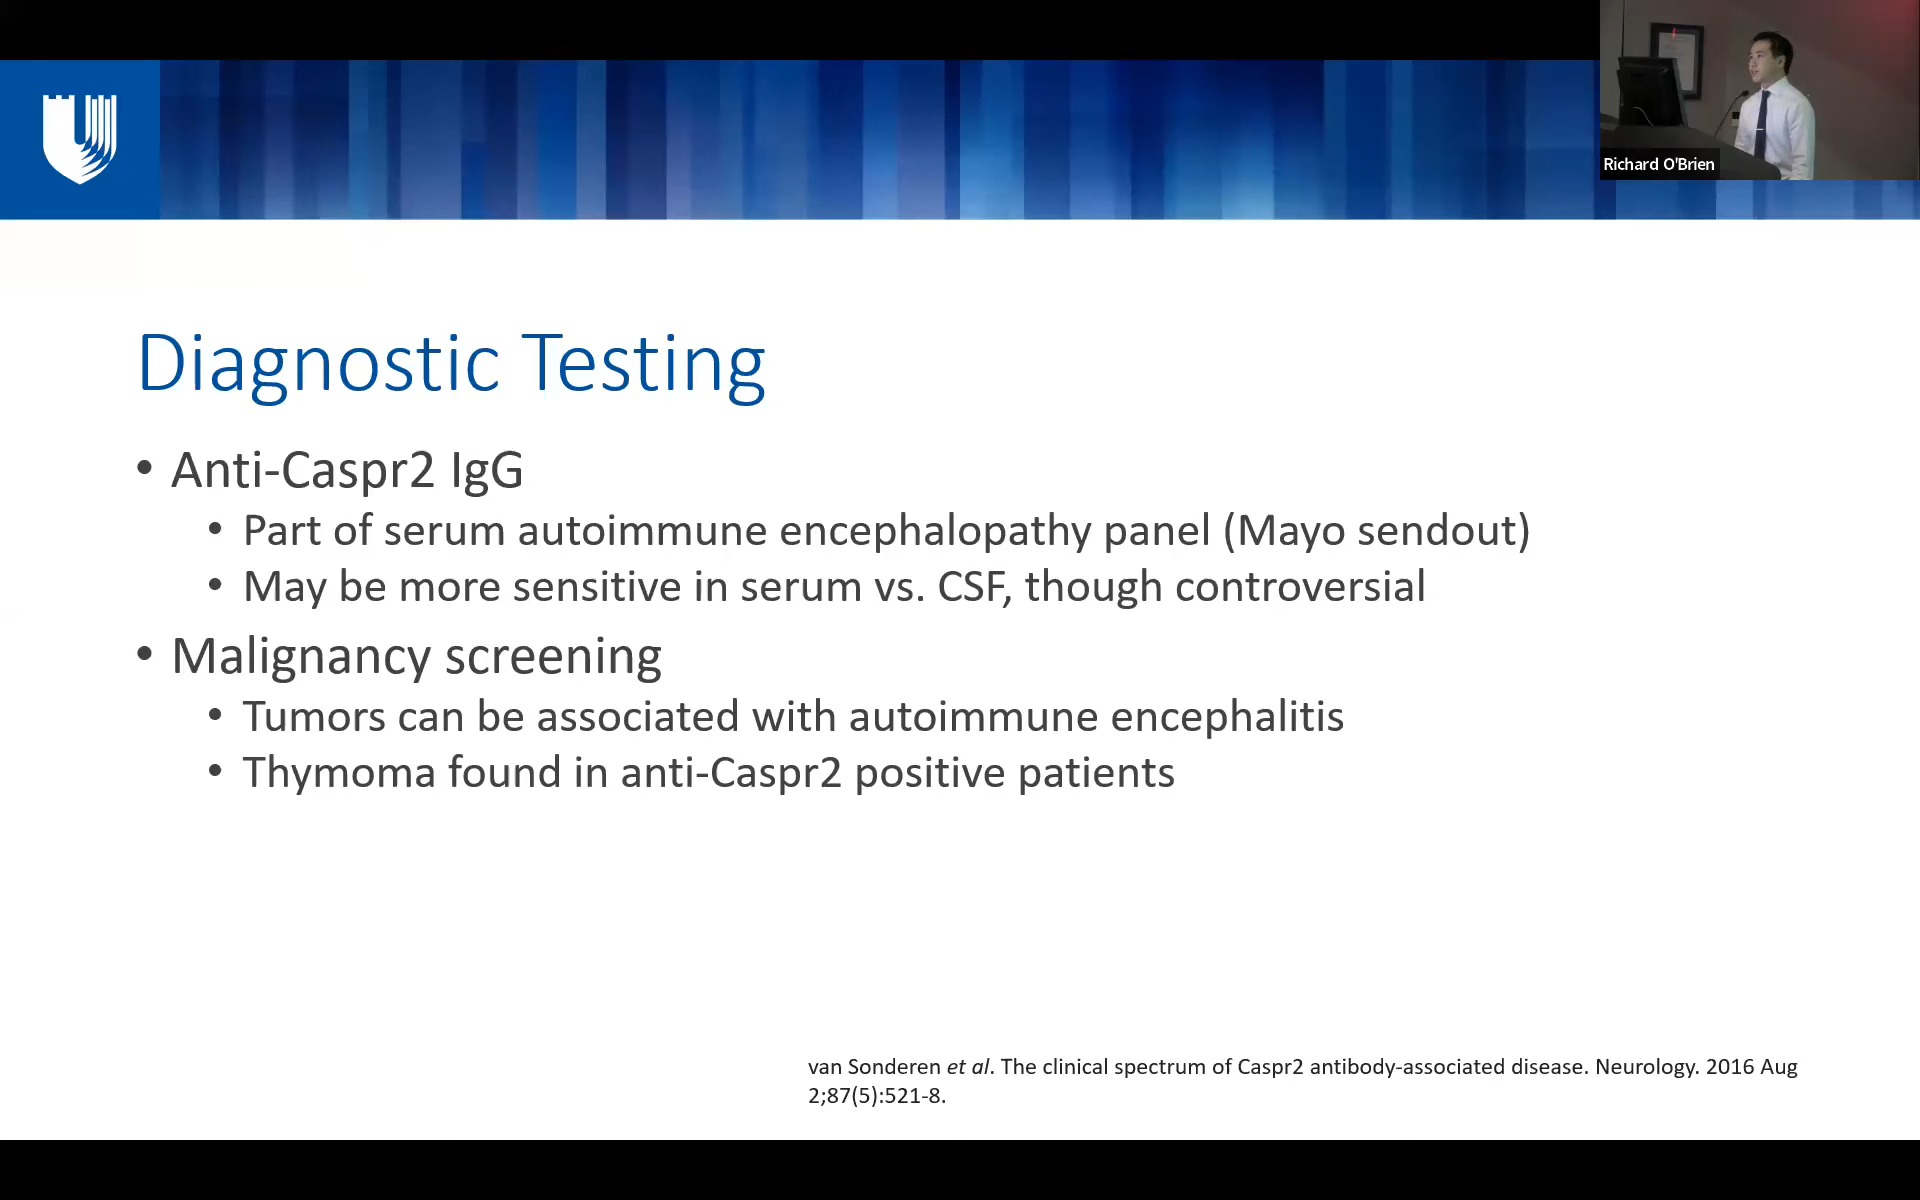 Richard O'Brien
Diagnostic Testing
• Anti-Caspr2 IgG
• Part of serum autoimmune encephalopathy panel (Mayo sendout)
• May be more sensitive in serum vs. CSF, though controversial
• Malignancy screening
• Tumors can be associated with autoimmune encephalitis
• Thymoma found in anti-Caspr2 positive patients
van Sonderen et al. The clinical spectrum of Caspr2 antibody-associated disease. Neurology. 2016 Aug
2;87(5):521-8.